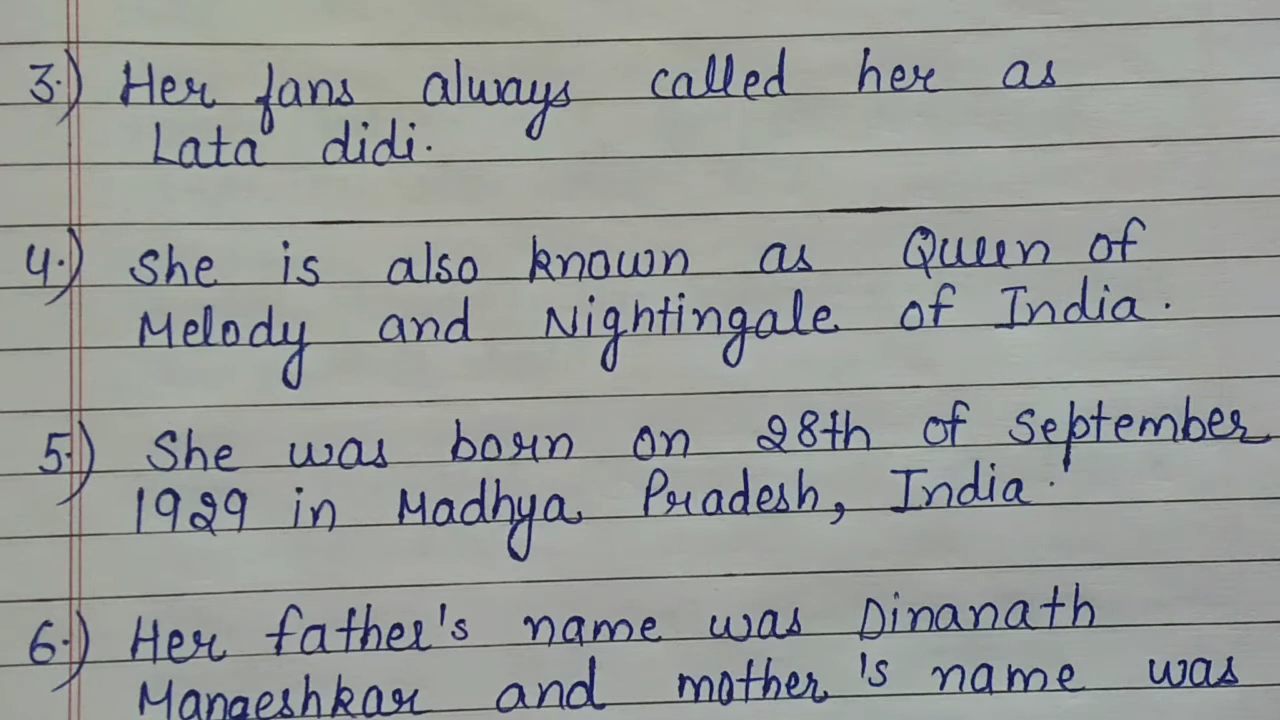 3.) Her fans always called her as
Lata didi.
4.) She is also known as Queen of
Melody and Nightingale of India.
5.) She was born on 28th of September
1929 in Madhya Pradesh, India.
6.) Her father's name was Dinanath
Mangeshkar and mother's name was